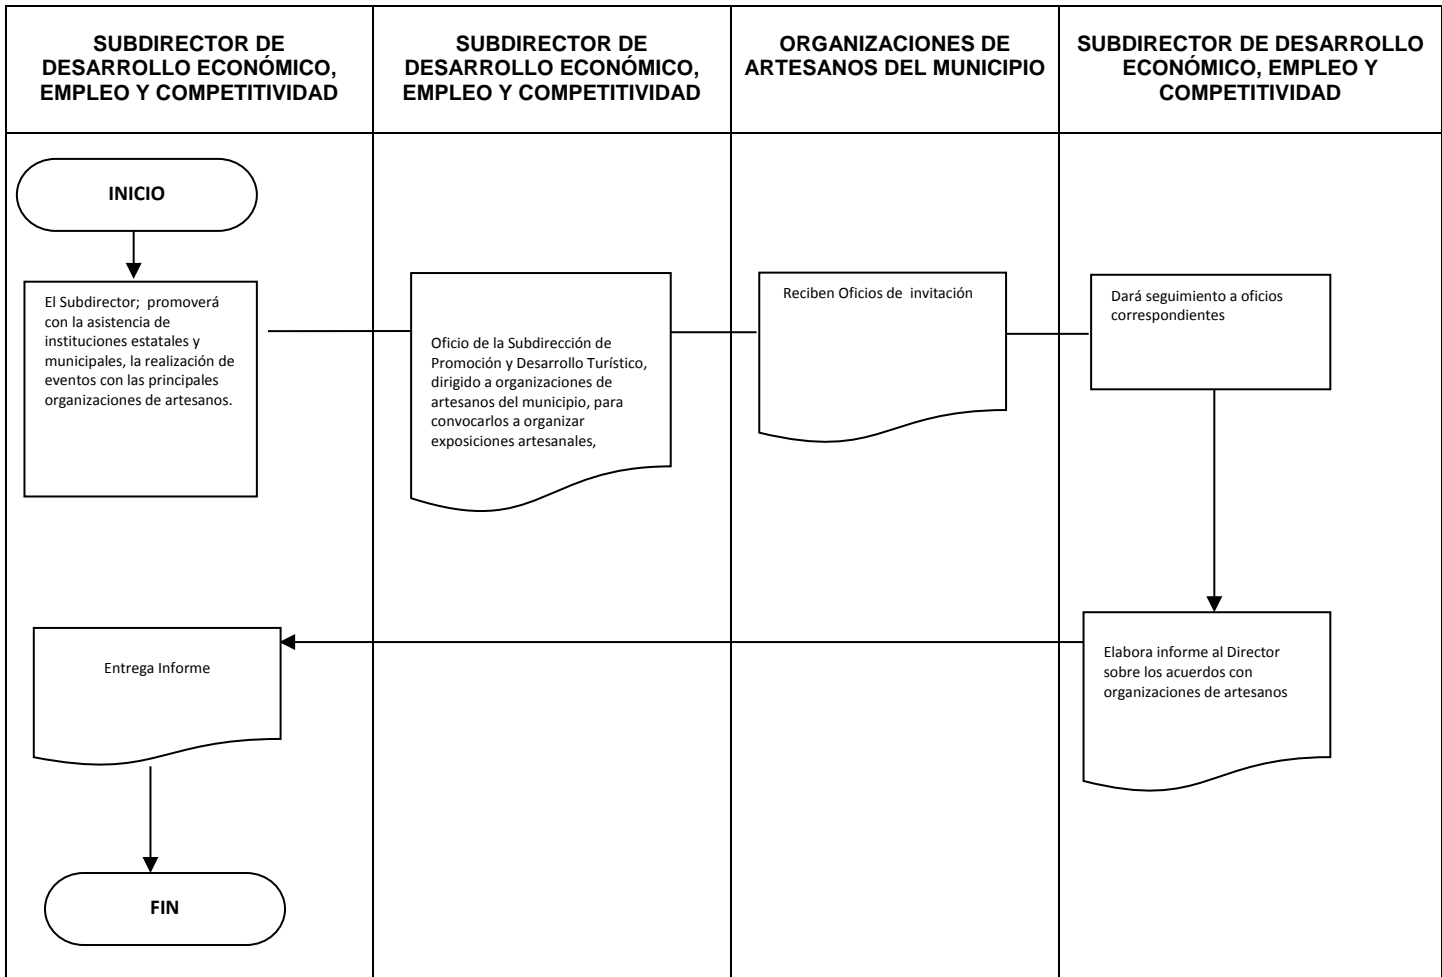 SUBDIRECTOR DE
DESARROLLO ECONÓMICO,
EMPLEO Y COMPETITIVIDAD
SUBDIRECTOR DE
DESARROLLO ECONÓMICO,
EMPLEO Y COMPETITIVIDAD
ORGANIZACIONES DE
ARTESANOS DEL MUNICIPIO
SUBDIRECTOR DE DESARROLLO
ECONÓMICO, EMPLEO Y
COMPETITIVIDAD
INICIO
El Subdirector; promoverá
con la asistencia de
instituciones estatales y
municipales, la realización de
eventos con las principales
organizaciones de artesanos.
Oficio de la Subdirección de
Promoción y Desarrollo Turístico,
dirigido a organizaciones de
artesanos del municipio, para
convocarlos a organizar
exposiciones artesanales,
Reciben Oficios de invitación
Dará seguimiento a oficios
correspondientes
Elabora informe al Director
sobre los acuerdos con
organizaciones de artesanos
Entrega Informe
FIN